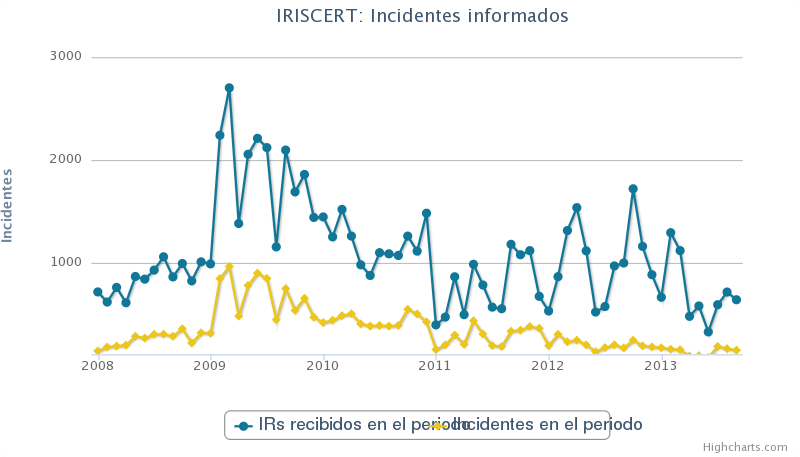 IRISCERT: Incidentes informados
3000
2000
1000
Incidentes
2008 2009 2010 2011 2012 2013
IRs recibidos en el periodo Incidentes en el periodo
Highcharts.com